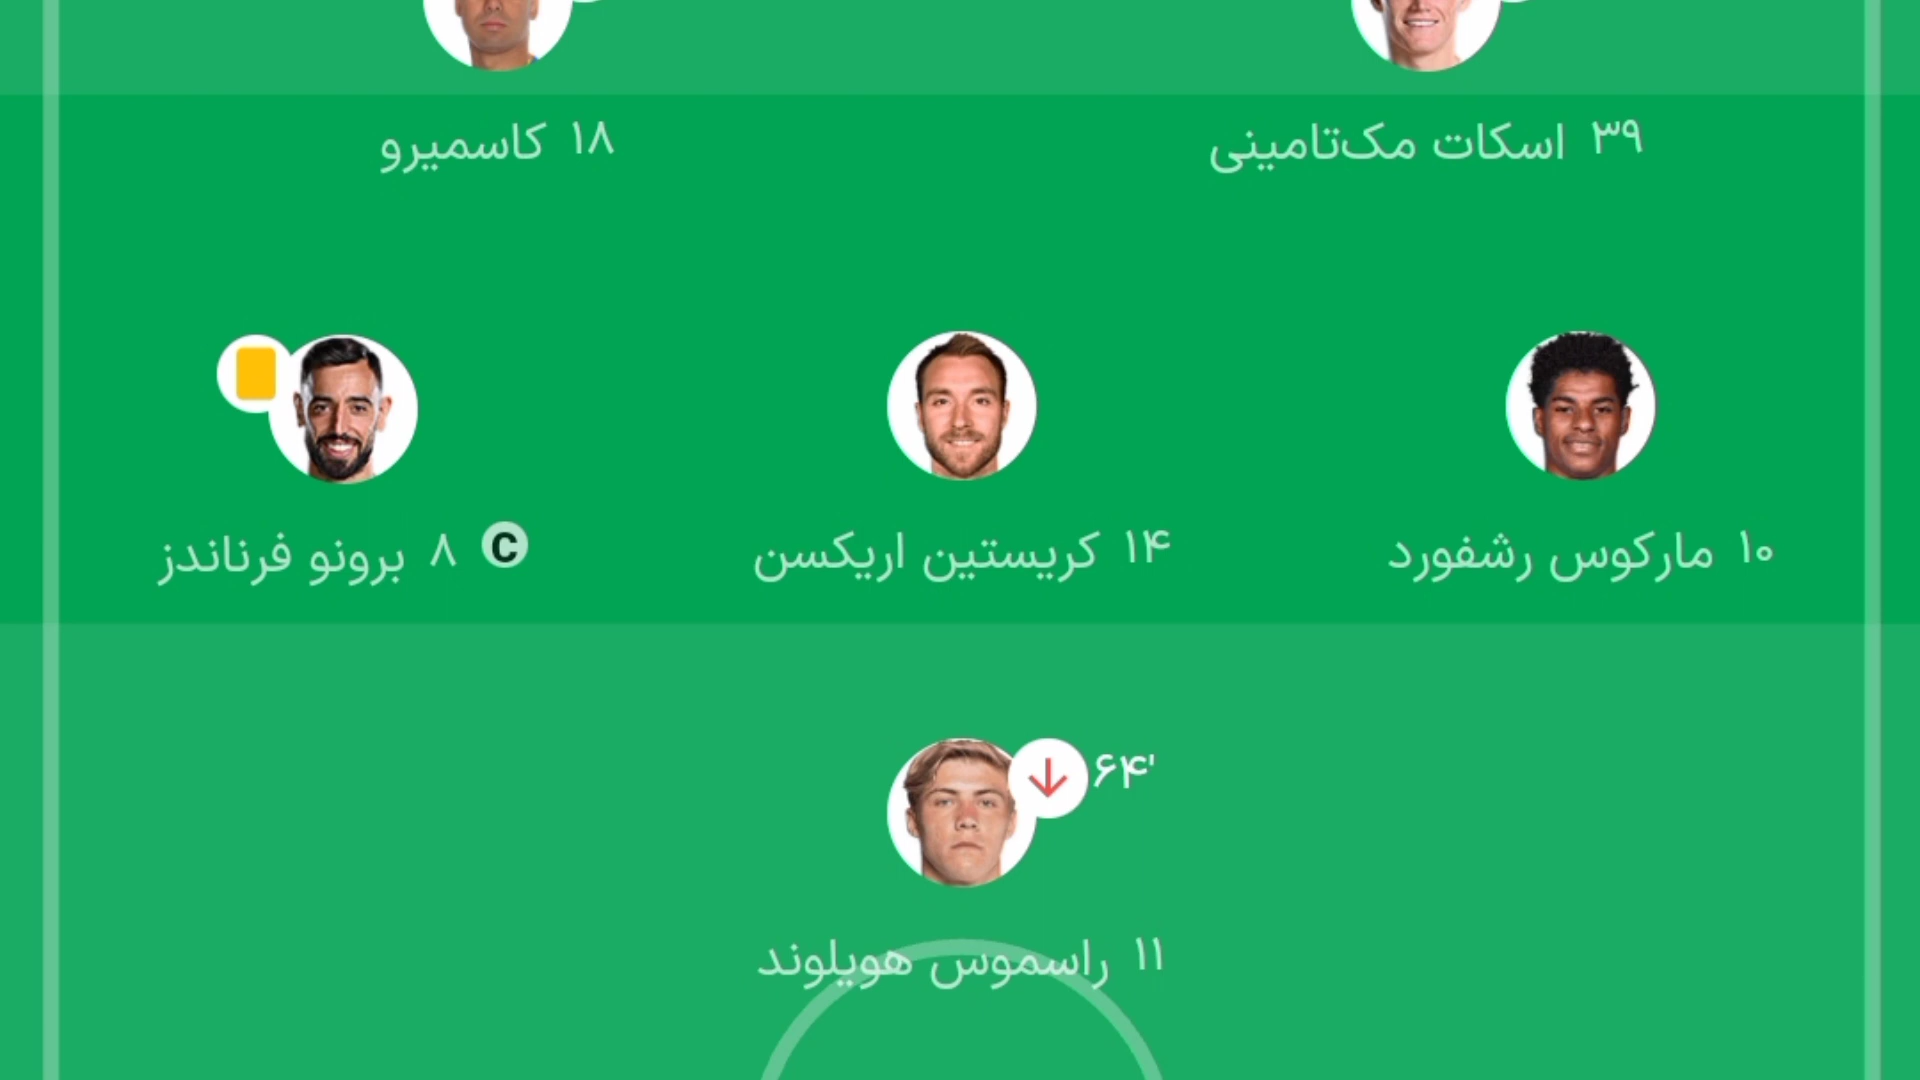 ۳۹ اسکات مک‌تامینی
۱۸ کاسمیرو
۱۰ مارکوس رشفورد
۱۴ کریستین اریکسن
C ۸ برونو فرناندز
۶۴'
۱۱ راسموس هویلوند